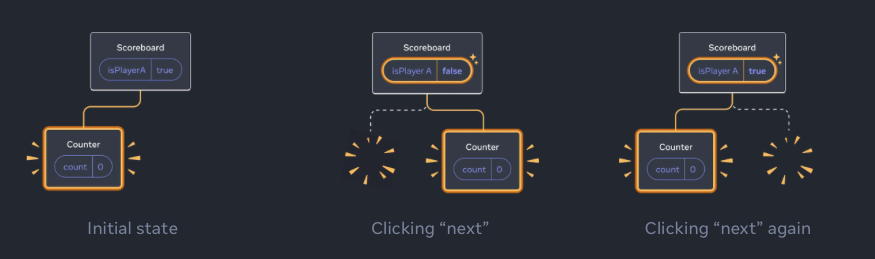 Scoreboard
isPlayerA true
Counter
count 0
Initial state
Scoreboard
isPlayer A false
Counter
count 0
Clicking “next”
Scoreboard
isPlayer A true
Counter
count 0
Clicking “next” again